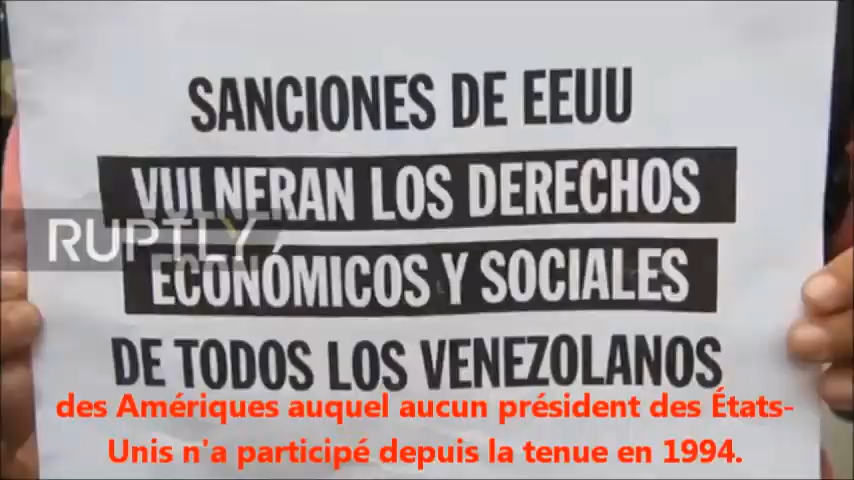 SANCIONES DE EEUU
VULNERAN LOS DERECHOS
RUPTLY
ECONÓMICOS Y SOCIALES
DE TODOS LOS VENEZOLANOS
des Amériques auquel aucun président des États-
Unis n'a participé depuis la tenue en 1994.